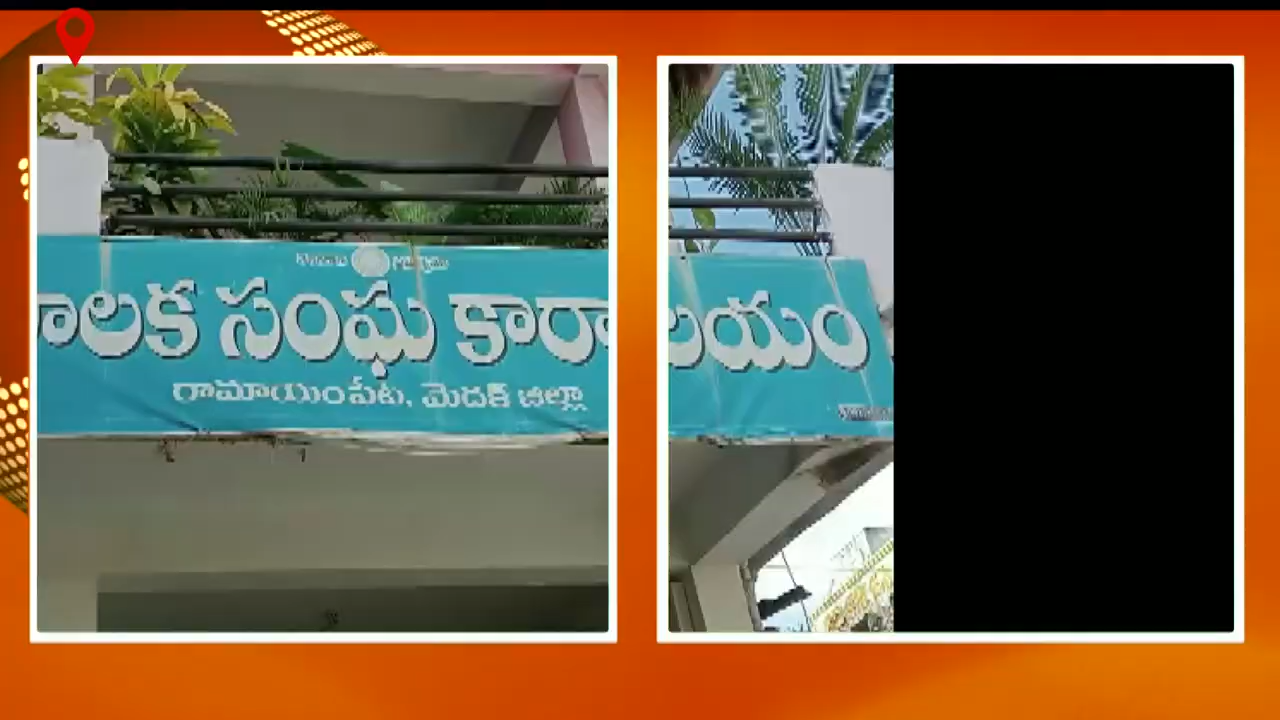 ాలక సంఘ కారా
రామాయంపేట, మెదక్ జిల్లా
లయం